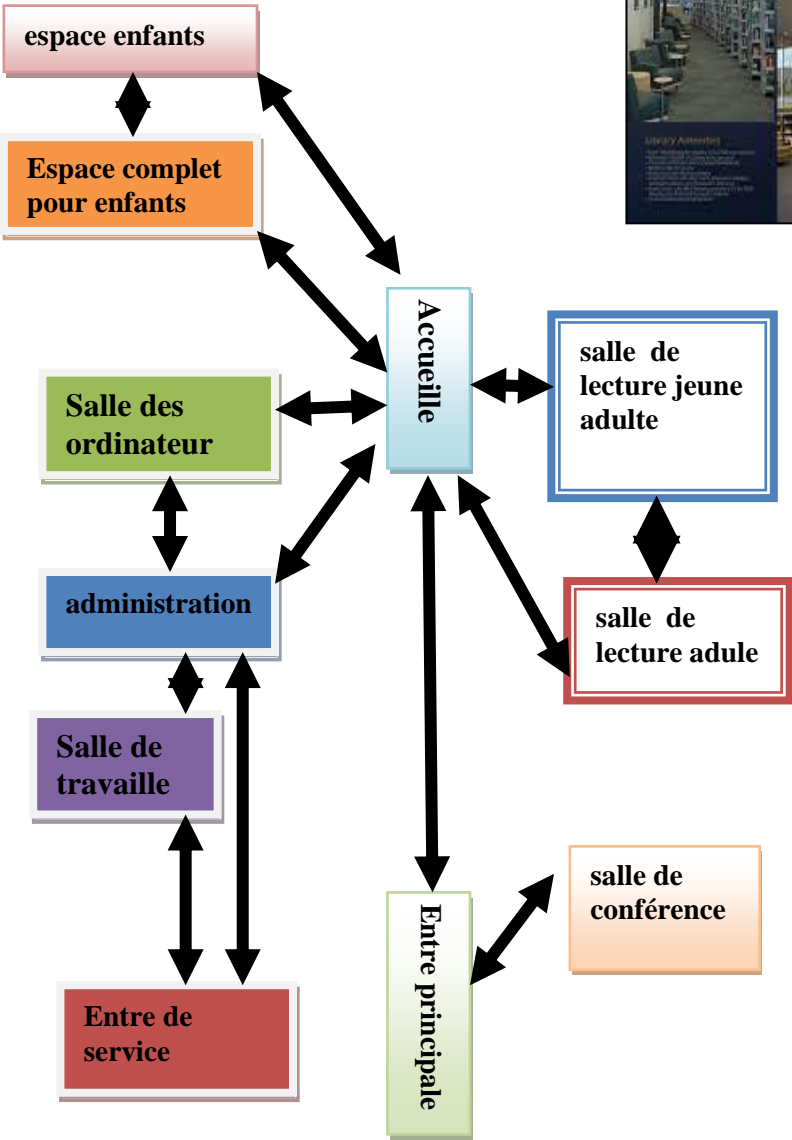 espace enfants
Espace complet
pour enfants
Library Amenities
Accueille
salle de
lecture jeune
adulte
Salle des
ordinateur
administration
salle de
lecture adule
Salle de
travaille
salle de
conférence
Entre principale
Entre de
service